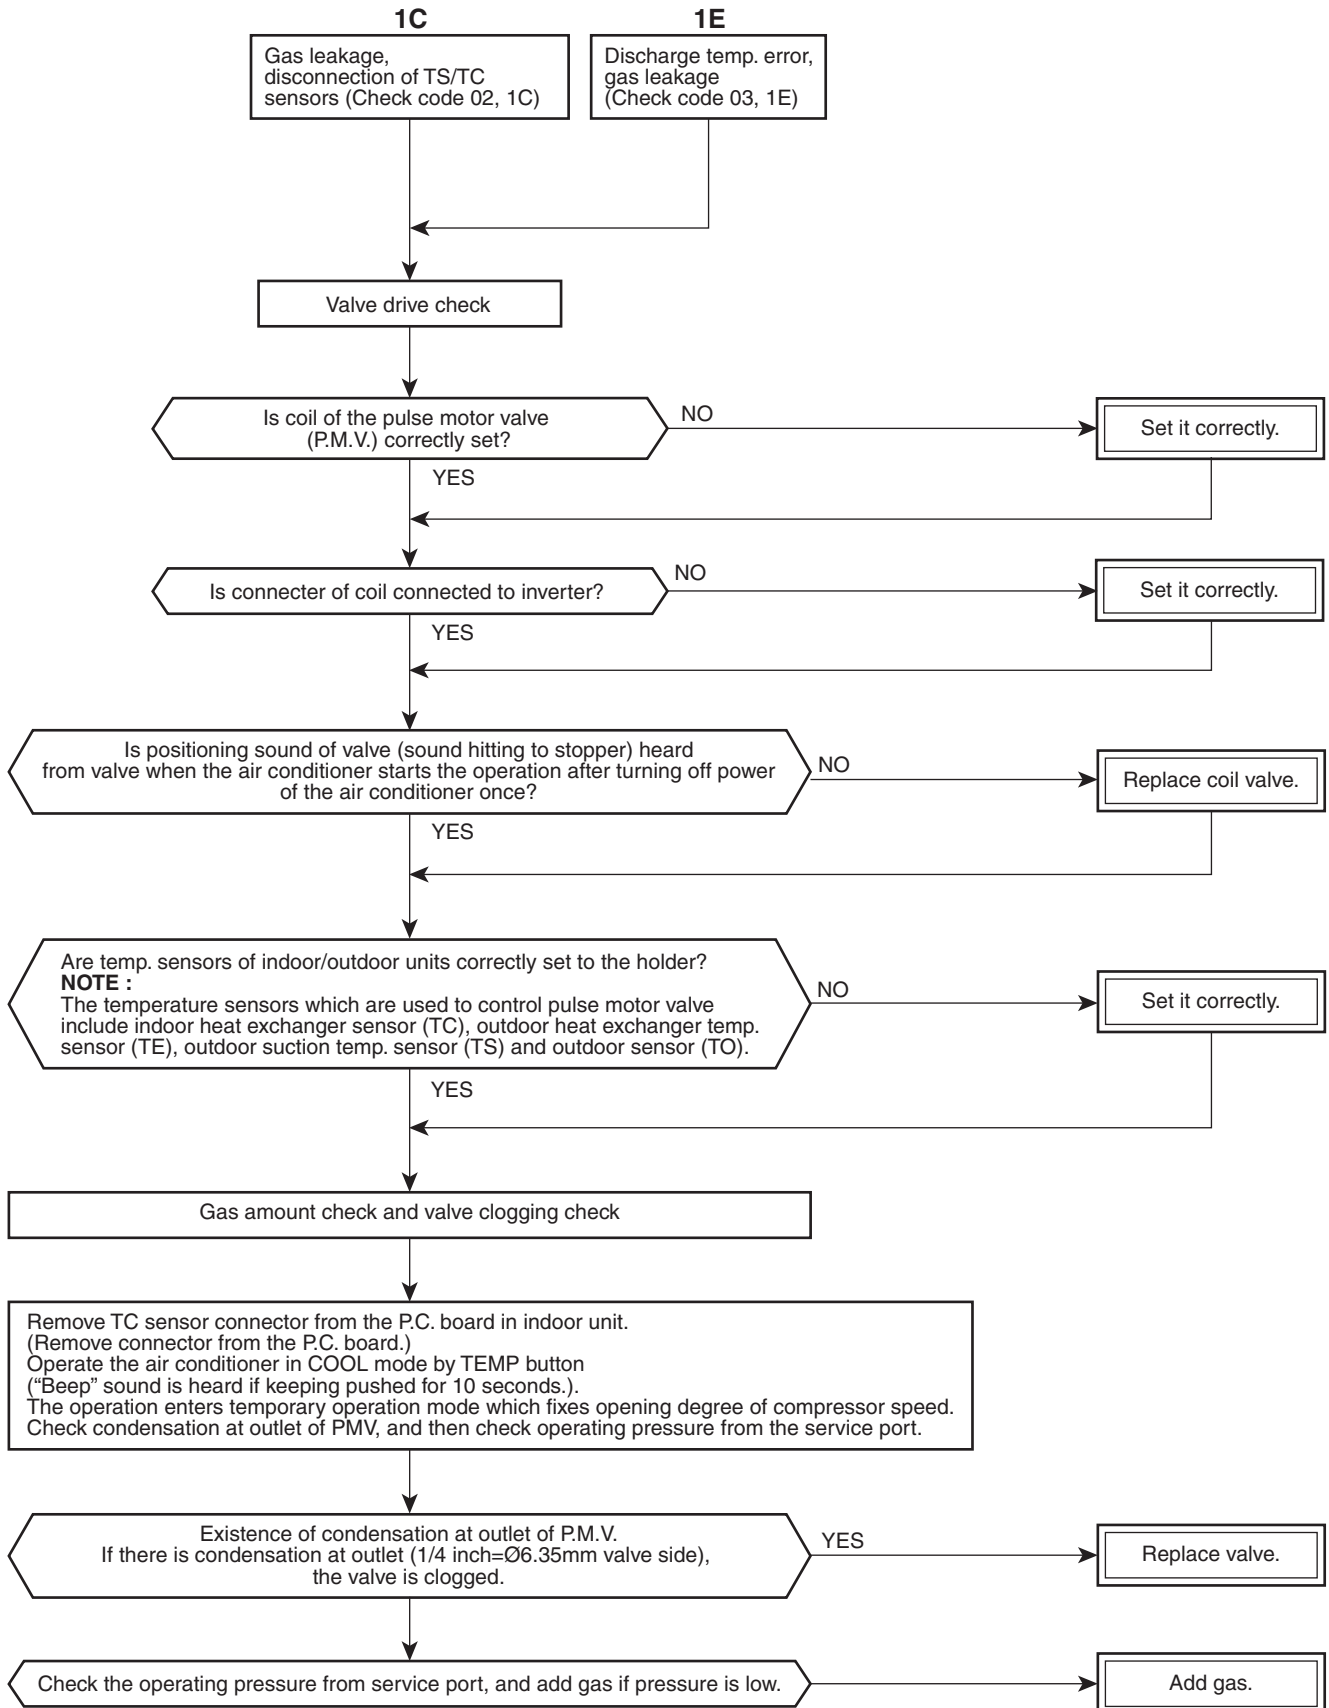 1C
1E
Gas leakage,
disconnection of TS/TC
sensors (Check code 02, 1C)
Discharge temp. error,
gas leakage
(Check code 03, 1E)
Valve drive check
Is coil of the pulse motor valve
(P.M.V.) correctly set?
NO
Set it correctly.
YES
Is connecter of coil connected to inverter?
NO
Set it correctly.
YES
Is positioning sound of valve (sound hitting to stopper) heard
from valve when the air conditioner starts the operation after turning off power
of the air conditioner once?
NO
Replace coil valve.
YES
Are temp. sensors of indoor/outdoor units correctly set to the holder?
NOTE :
The temperature sensors which are used to control pulse motor valve
include indoor heat exchanger sensor (TC), outdoor heat exchanger temp.
sensor (TE), outdoor suction temp. sensor (TS) and outdoor sensor (TO).
NO
Set it correctly.
YES
Gas amount check and valve clogging check
Remove TC sensor connector from the P.C. board in indoor unit.
(Remove connector from the P.C. board.)
Operate the air conditioner in COOL mode by TEMP button
(“Beep” sound is heard if keeping pushed for 10 seconds.).
The operation enters temporary operation mode which fixes opening degree of compressor speed.
Check condensation at outlet of PMV, and then check operating pressure from the service port.
Existence of condensation at outlet of P.M.V.
If there is condensation at outlet (1/4 inch=Ø6.35mm valve side),
the valve is clogged.
YES
Replace valve.
Check the operating pressure from service port, and add gas if pressure is low.
Add gas.